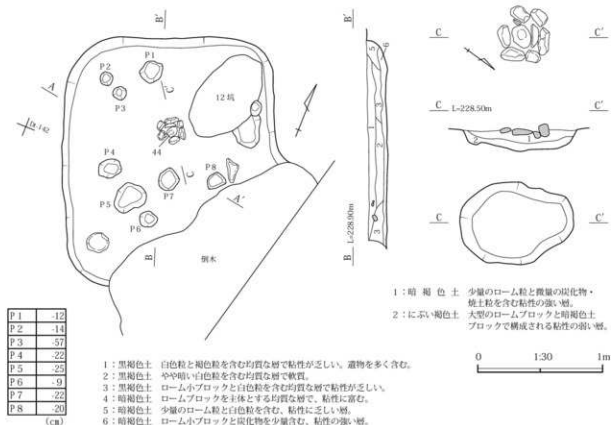 B′
A
P1
P2
P3
C′
12坑
44
P4
P5
P6
P7
P8
C
A′
B
倒木
B′
5
6
3
1
2
3
B
L=228.90m
C
C′
C
L=228.50m
C′
2
1
C
C′
1：暗褐色土　少量のローム粒と微量の炭化物・
焼土粒を含む粘性の強い層。
2：にぶい褐色土　大型のロームブロックと暗褐色土
ブロックで構成される粘性の弱い層。
0　1:30　1m
P1　-12
P2　-14
P3　-57
P4　-22
P5　-25
P6　-9
P7　-22
P8　-20
(cm)
1：黒褐色土　白色粒と褐色粒を含む均質な層で粘性が乏しい。遺物を多く含む。
2：黒褐色土　やや暗い白色粒を含む均質な層で軟質。
3：黒褐色土　ローム小ブロックと白色粒を含む均質な層で粘性が乏しい。
4：暗褐色土　ロームブロックを主体とする均質な層で、粘性に富む。
5：暗褐色土　少量のローム粒と白色粒を含む、粘性に乏しい層。
6：暗褐色土　ローム小ブロックと炭化物を少量含む、粘性の強い層。